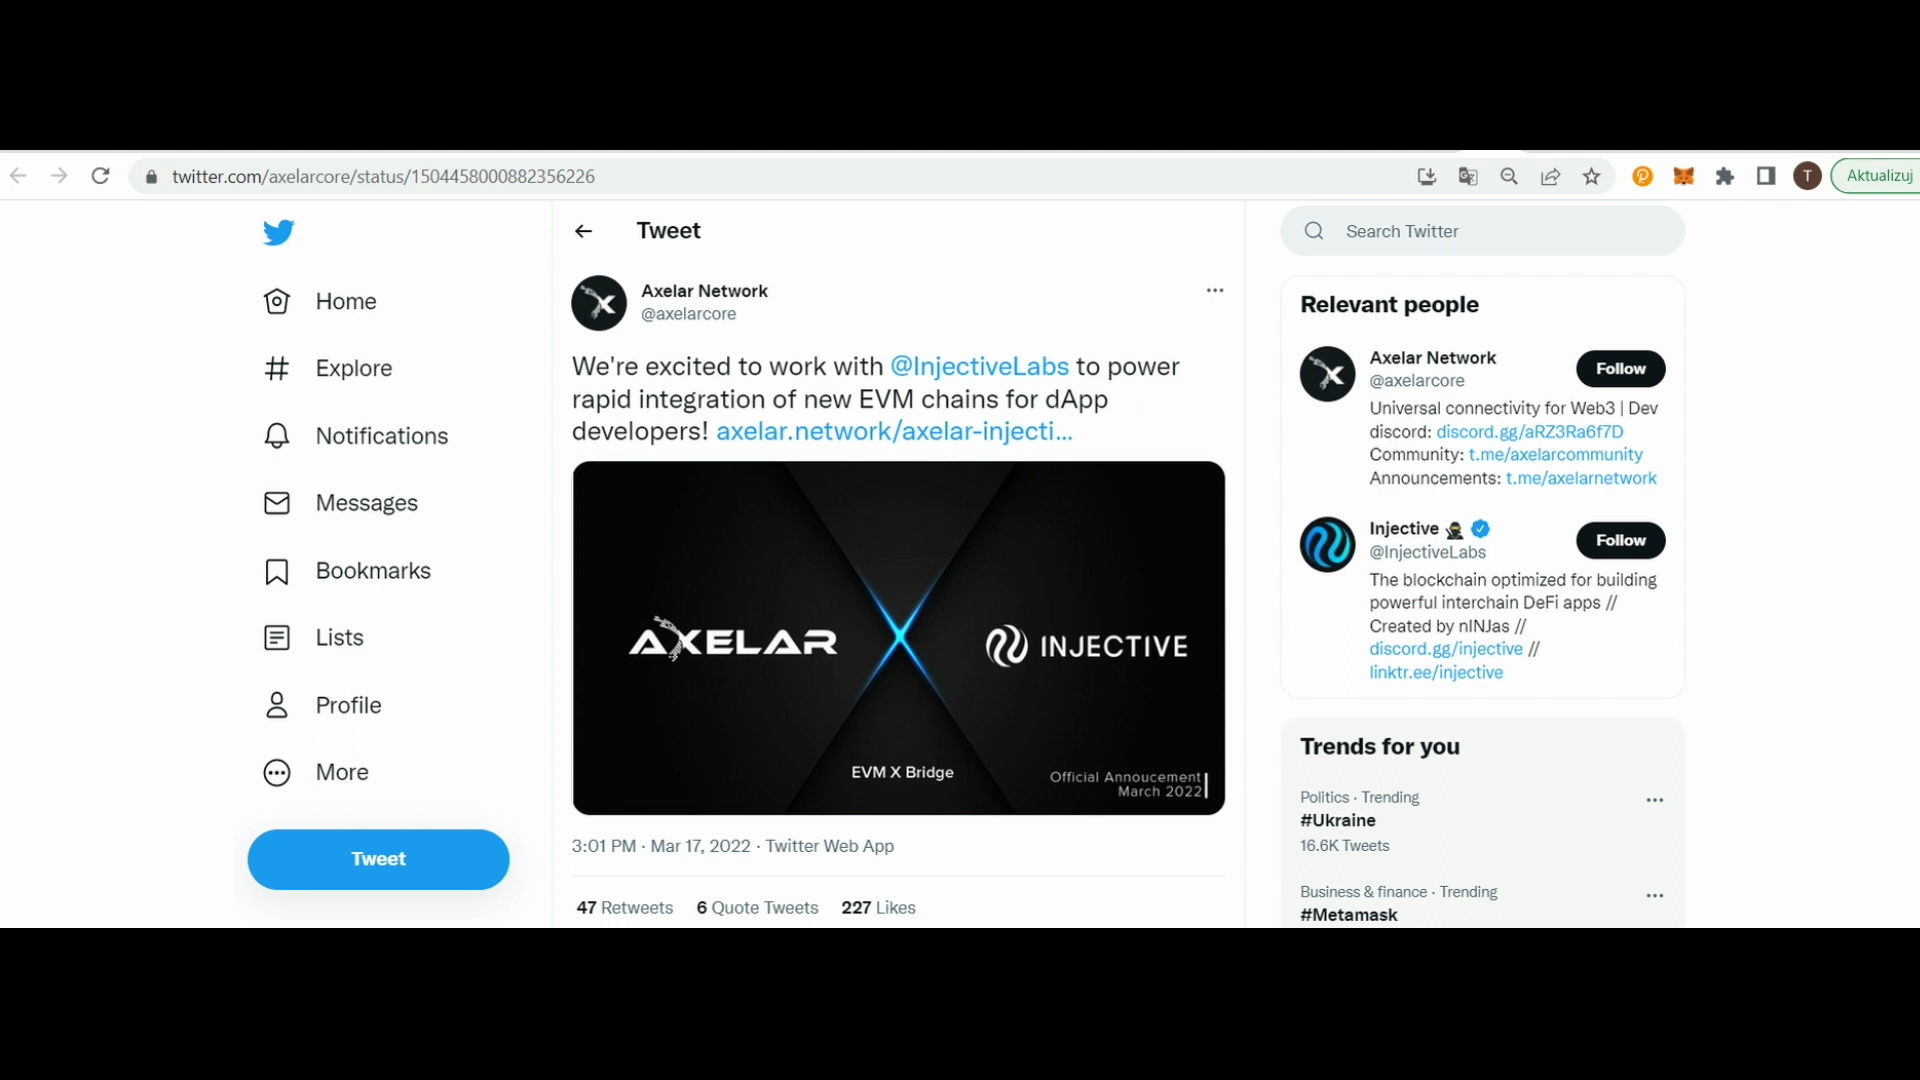 twitter.com/axelarcore/status/1504458000882356226
T
Aktualizuj
Home
Explore
Notifications
Messages
Bookmarks
Lists
Profile
More
Tweet
Tweet
Axelar Network
@axelarcore
We're excited to work with @InjectiveLabs to power
rapid integration of new EVM chains for dApp
developers! axelar.network/axelar-injecti...
AXELAR
INJECTIVE
EVM X Bridge
Official Annoucement
March 2022
3:01 PM · Mar 17, 2022 · Twitter Web App
47 Retweets 6 Quote Tweets 227 Likes
Search Twitter
Relevant people
Axelar Network
@axelarcore
Follow
Universal connectivity for Web3 | Dev
discord: discord.gg/aRZ3Ra6f7D
Community: t.me/axelarcommunity
Announcements: t.me/axelarnetwork
Injective
@InjectiveLabs
Follow
The blockchain optimized for building
powerful interchain DeFi apps //
Created by nINJas //
discord.gg/injective //
linktr.ee/injective
Trends for you
Politics · Trending
#Ukraine
16.6K Tweets
Business & finance · Trending
#Metamask